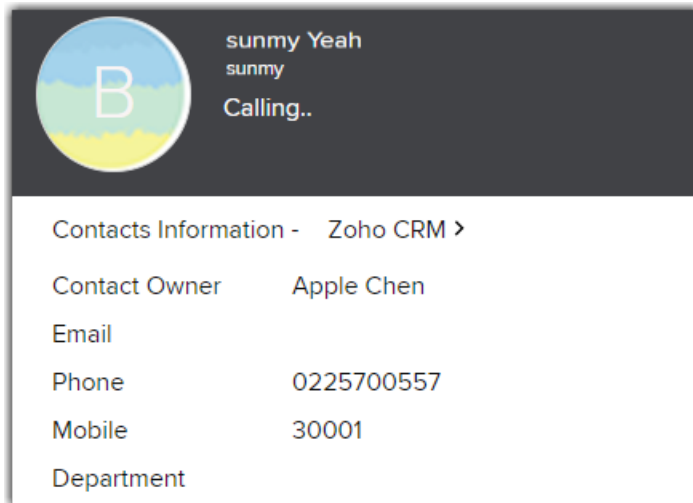 B
sunmy Yeah
sunmy
Calling..
Contacts Information - Zoho CRM >
Contact Owner Apple Chen
Email
Phone 0225700557
Mobile 30001
Department